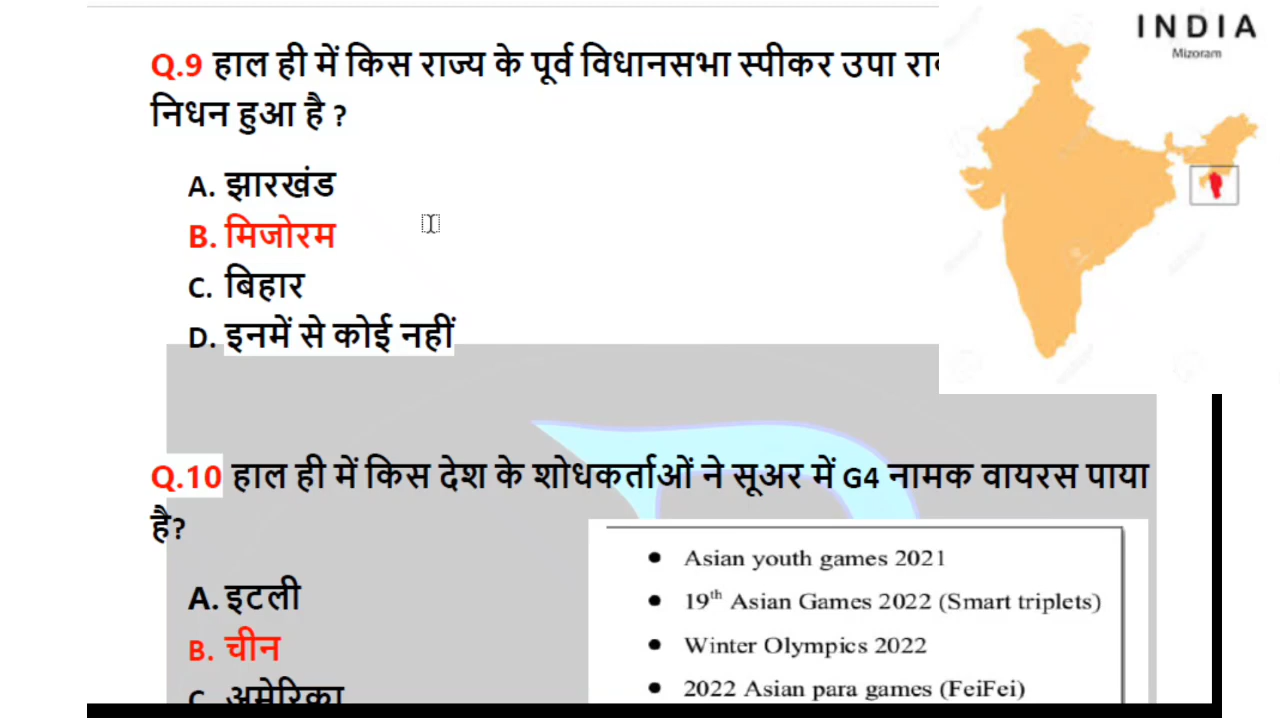 Q.9 हाल ही में किस राज्य के पूर्व विधानसभा स्पीकर उपा
निधन हुआ है ?
A. झारखंड
B. मिजोरम
C. बिहार
D. इनमें से कोई नहीं
INDIA
Mizoram
Q.10 हाल ही में किस देश के शोधकर्ताओं ने सूअर में G4 नामक वायरस पाया
है?
A. इटली
B. चीन
C. अमेरिका
• Asian youth games 2021
• 19th Asian Games 2022 (Smart triplets)
• Winter Olympics 2022
• 2022 Asian para games (FeiFei)